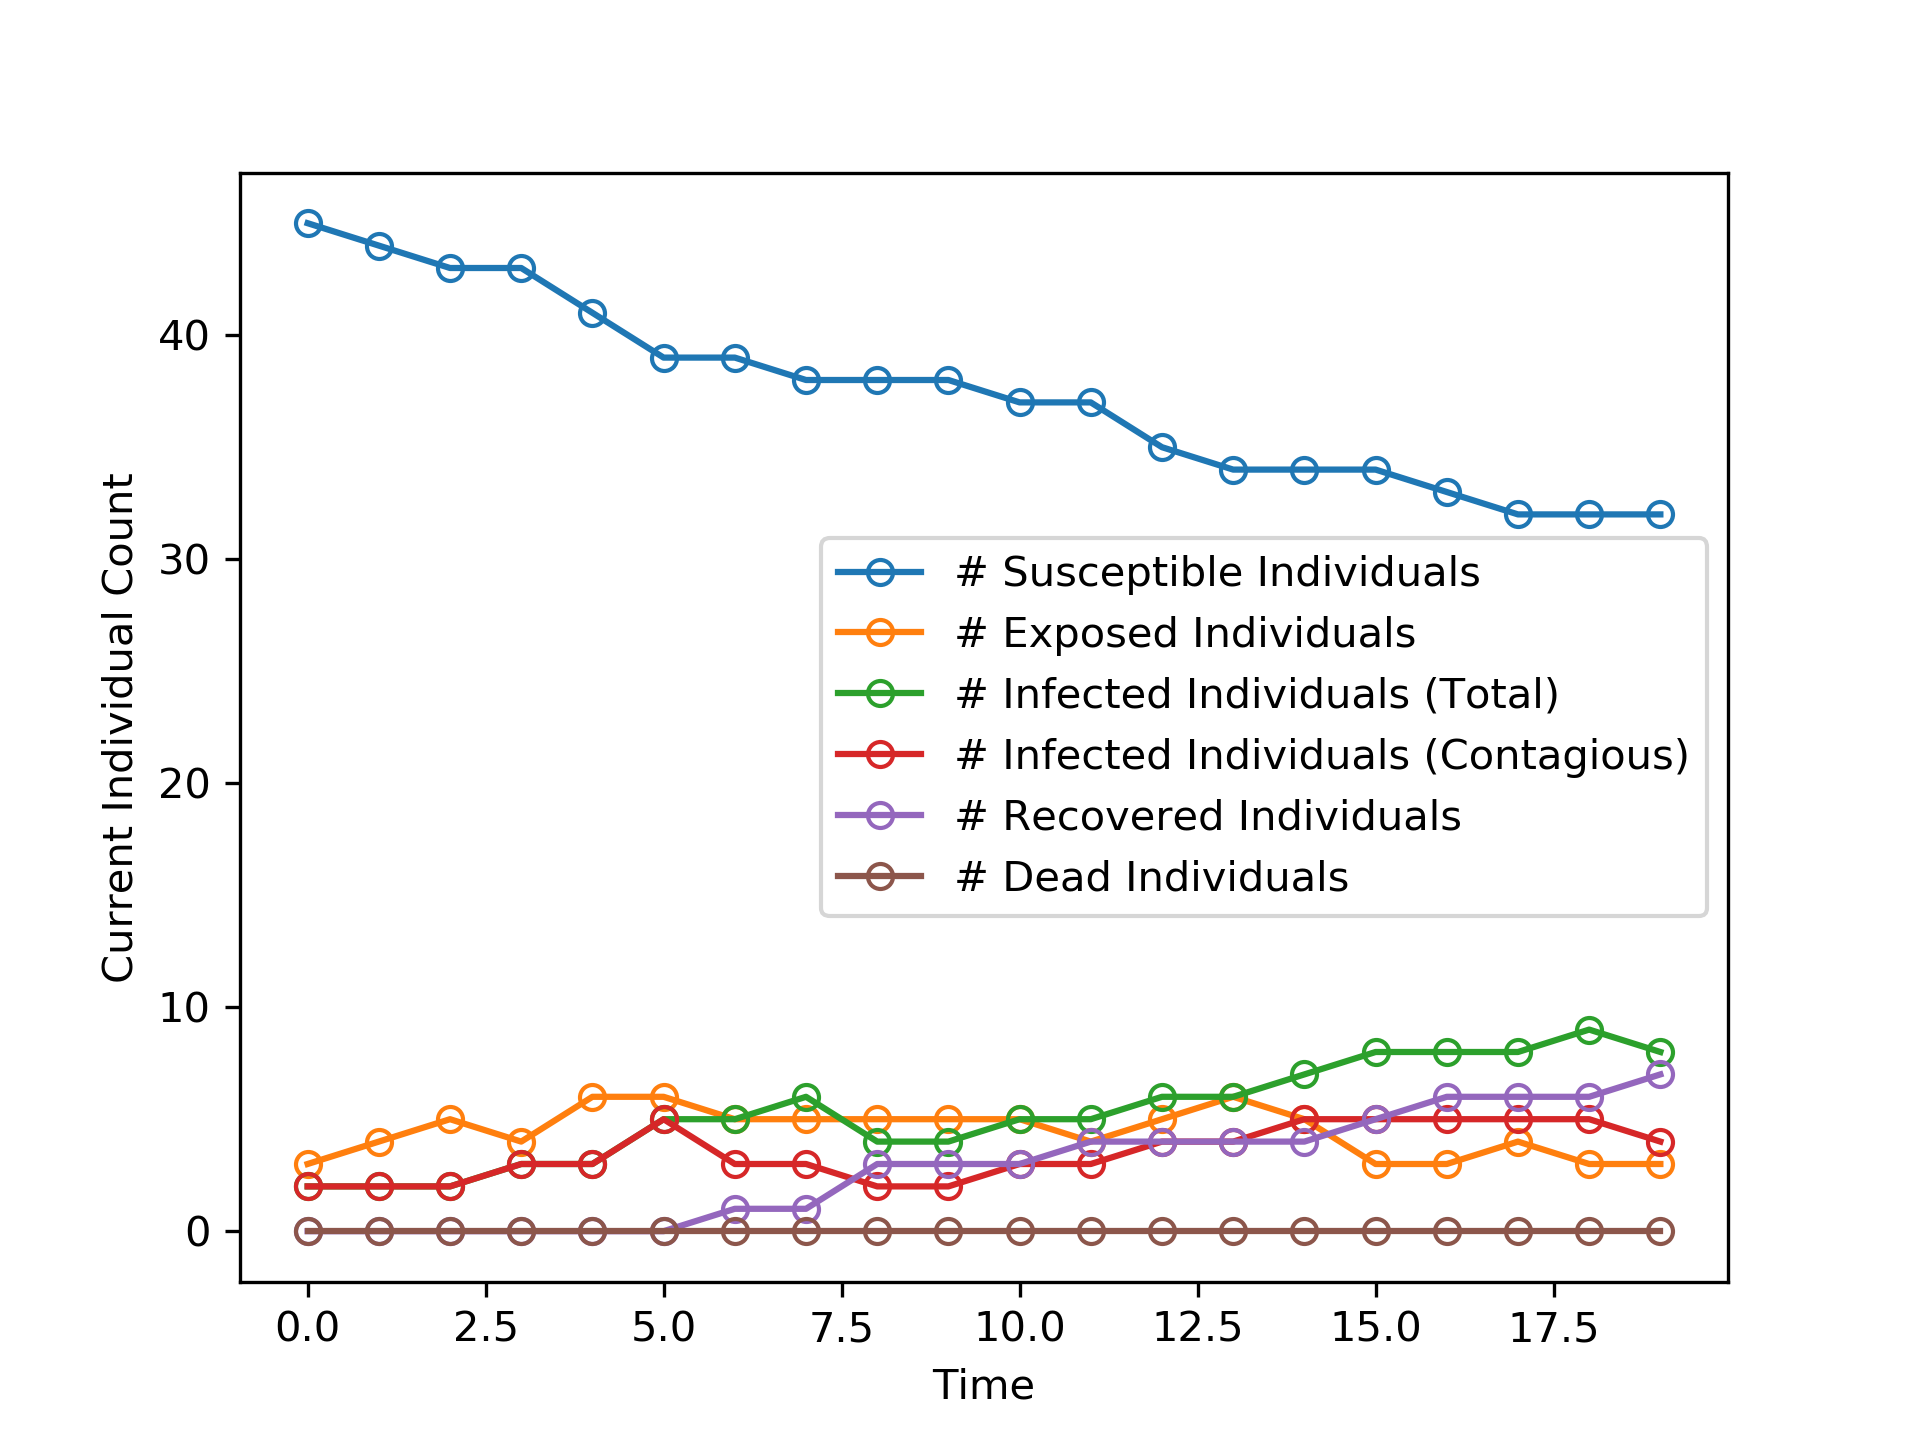 Current Individual Count
40
30
20
10
0
# Susceptible Individuals
# Exposed Individuals
# Infected Individuals (Total)
# Infected Individuals (Contagious)
# Recovered Individuals
# Dead Individuals
0.0 2.5 5.0 7.5 10.0 12.5 15.0 17.5
Time